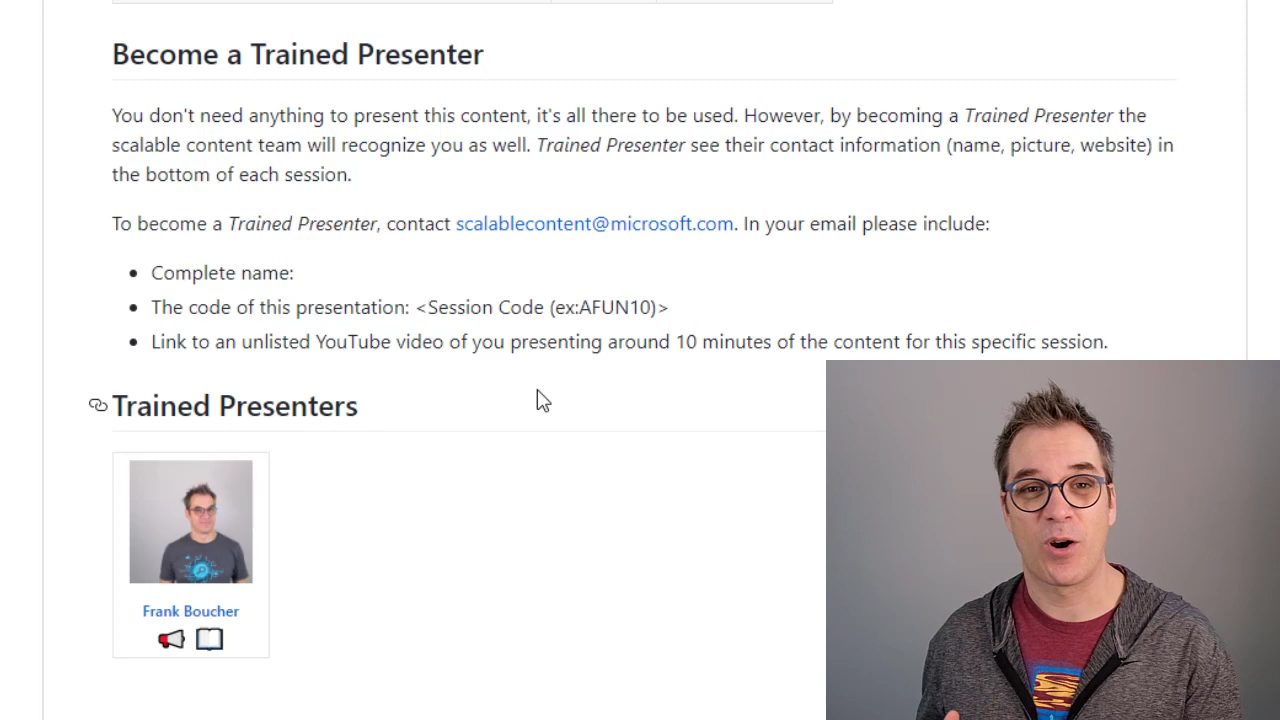 Become a Trained Presenter
You don't need anything to present this content, it's all there to be used. However, by becoming a Trained Presenter the
scalable content team will recognize you as well. Trained Presenter see their contact information (name, picture, website) in
the bottom of each session.
To become a Trained Presenter, contact scalablecontent@microsoft.com. In your email please include:
Complete name:
The code of this presentation: <Session Code (ex:AFUN10)>
Link to an unlisted YouTube video of you presenting around 10 minutes of the content for this specific session.
Trained Presenters
Frank Boucher